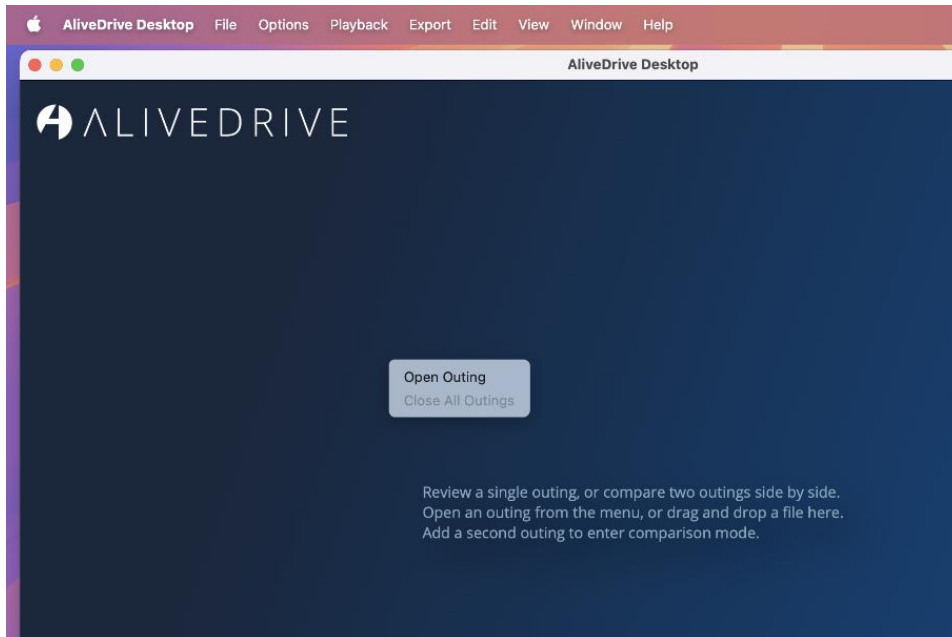 AliveDrive Desktop File Options Playback Export Edit View Window Help
AliveDrive Desktop
ALIVEDRIVE
Open Outing
Close All Outings
Review a single outing, or compare two outings side by side.
Open an outing from the menu, or drag and drop a file here.
Add a second outing to enter comparison mode.